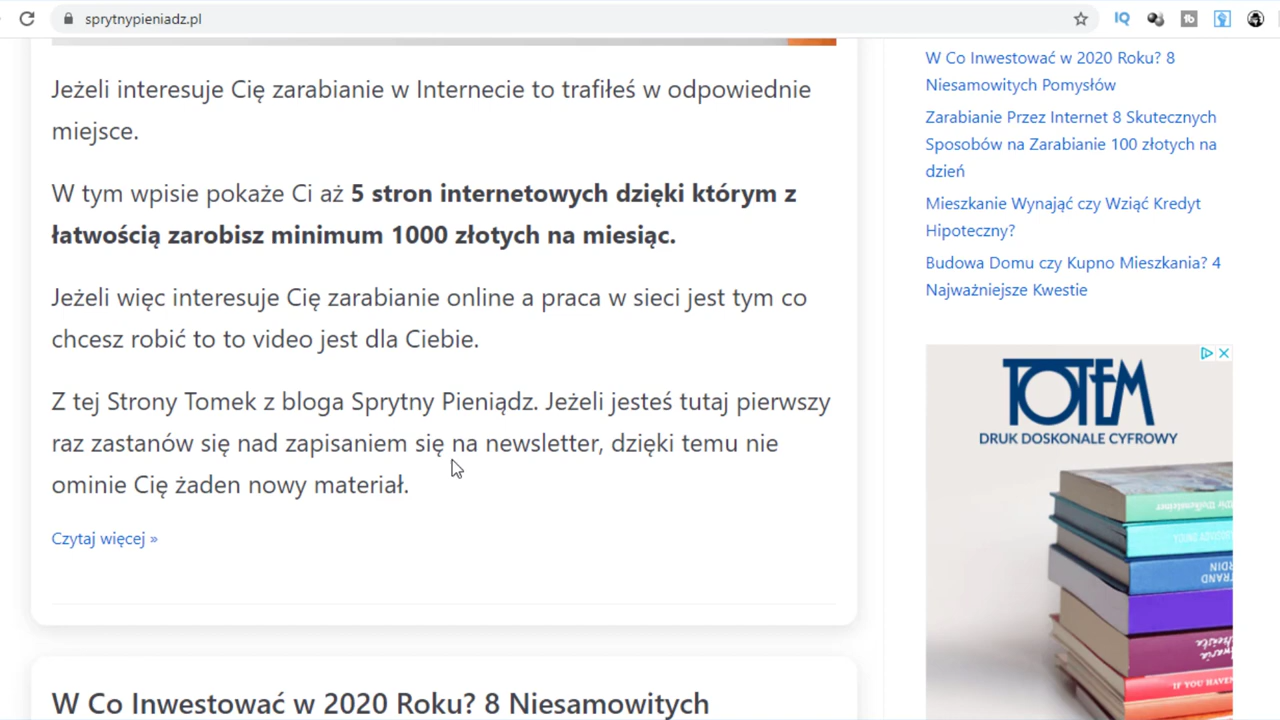 sprytnypieniadz.pl
Jeżeli interesuje Cię zarabianie w Internecie to trafiłeś w odpowiednie
miejsce.
W tym wpisie pokaże Ci aż 5 stron internetowych dzięki którym z
łatwością zarobisz minimum 1000 złotych na miesiąc.
Jeżeli więc interesuje Cię zarabianie online a praca w sieci jest tym co
chcesz robić to to video jest dla Ciebie.
Z tej Strony Tomek z bloga Sprytny Pieniądz. Jeżeli jesteś tutaj pierwszy
raz zastanów się nad zapisaniem się na newsletter, dzięki temu nie
ominie Cię żaden nowy materiał.
Czytaj więcej »
W Co Inwestować w 2020 Roku? 8 Niesamowitych
W Co Inwestować w 2020 Roku? 8
Niesamowitych Pomysłów
Zarabianie Przez Internet 8 Skutecznych
Sposobów na Zarabianie 100 złotych na
dzień
Mieszkanie Wynająć czy Wziąć Kredyt
Hipoteczny?
Budowa Domu czy Kupno Mieszkania? 4
Najważniejsze Kwestie
TOTEM
DRUK DOSKONALE CYFROWY
IF YOU HAVE